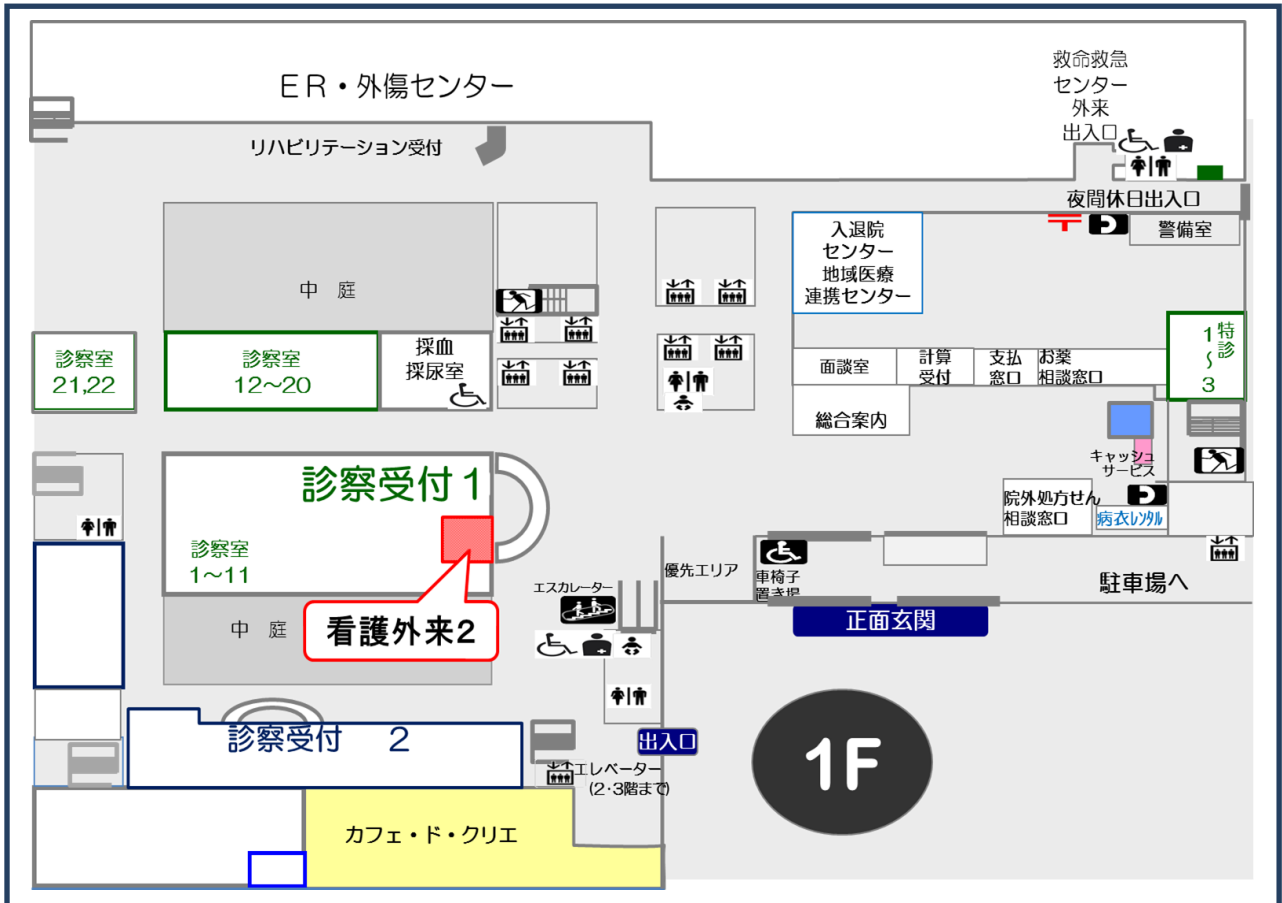 ER・外傷センター
救命救急
センター
外来
出入口
リハビリテーション受付
夜間休日出入口
警備室
入退院
センター
地域医療
連携センター
中 庭
診察室
21,22
診察室
12～20
採血
採尿室
特診
1～3
面談室
計算
受付
支払
窓口
お薬
相談窓口
総合案内
キャッシュ
サービス
診察受付1
院外処方せん
相談窓口
病衣レンタル
診察室
1～11
優先エリア
車椅子
置き場
駐車場へ
エスカレーター
正面玄関
中 庭
看護外来2
診察受付 2
出入口
1F
エレベーター
(2・3階まで)
カフェ・ド・クリエ